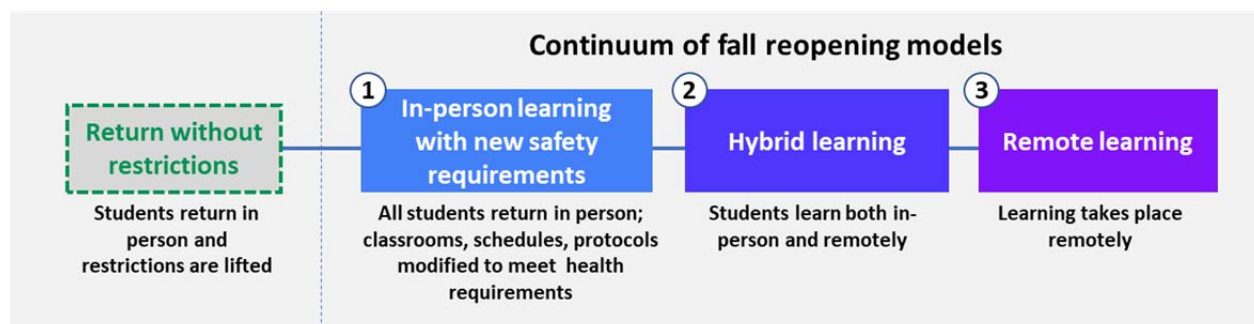 Continuum of fall reopening models
Return without
restrictions
Students return in
person and
restrictions are lifted
1
In-person learning
with new safety
requirements
All students return in person;
classrooms, schedules, protocols
modified to meet health
requirements
2
Hybrid learning
Students learn both in-
person and remotely
3
Remote learning
Learning takes place
remotely